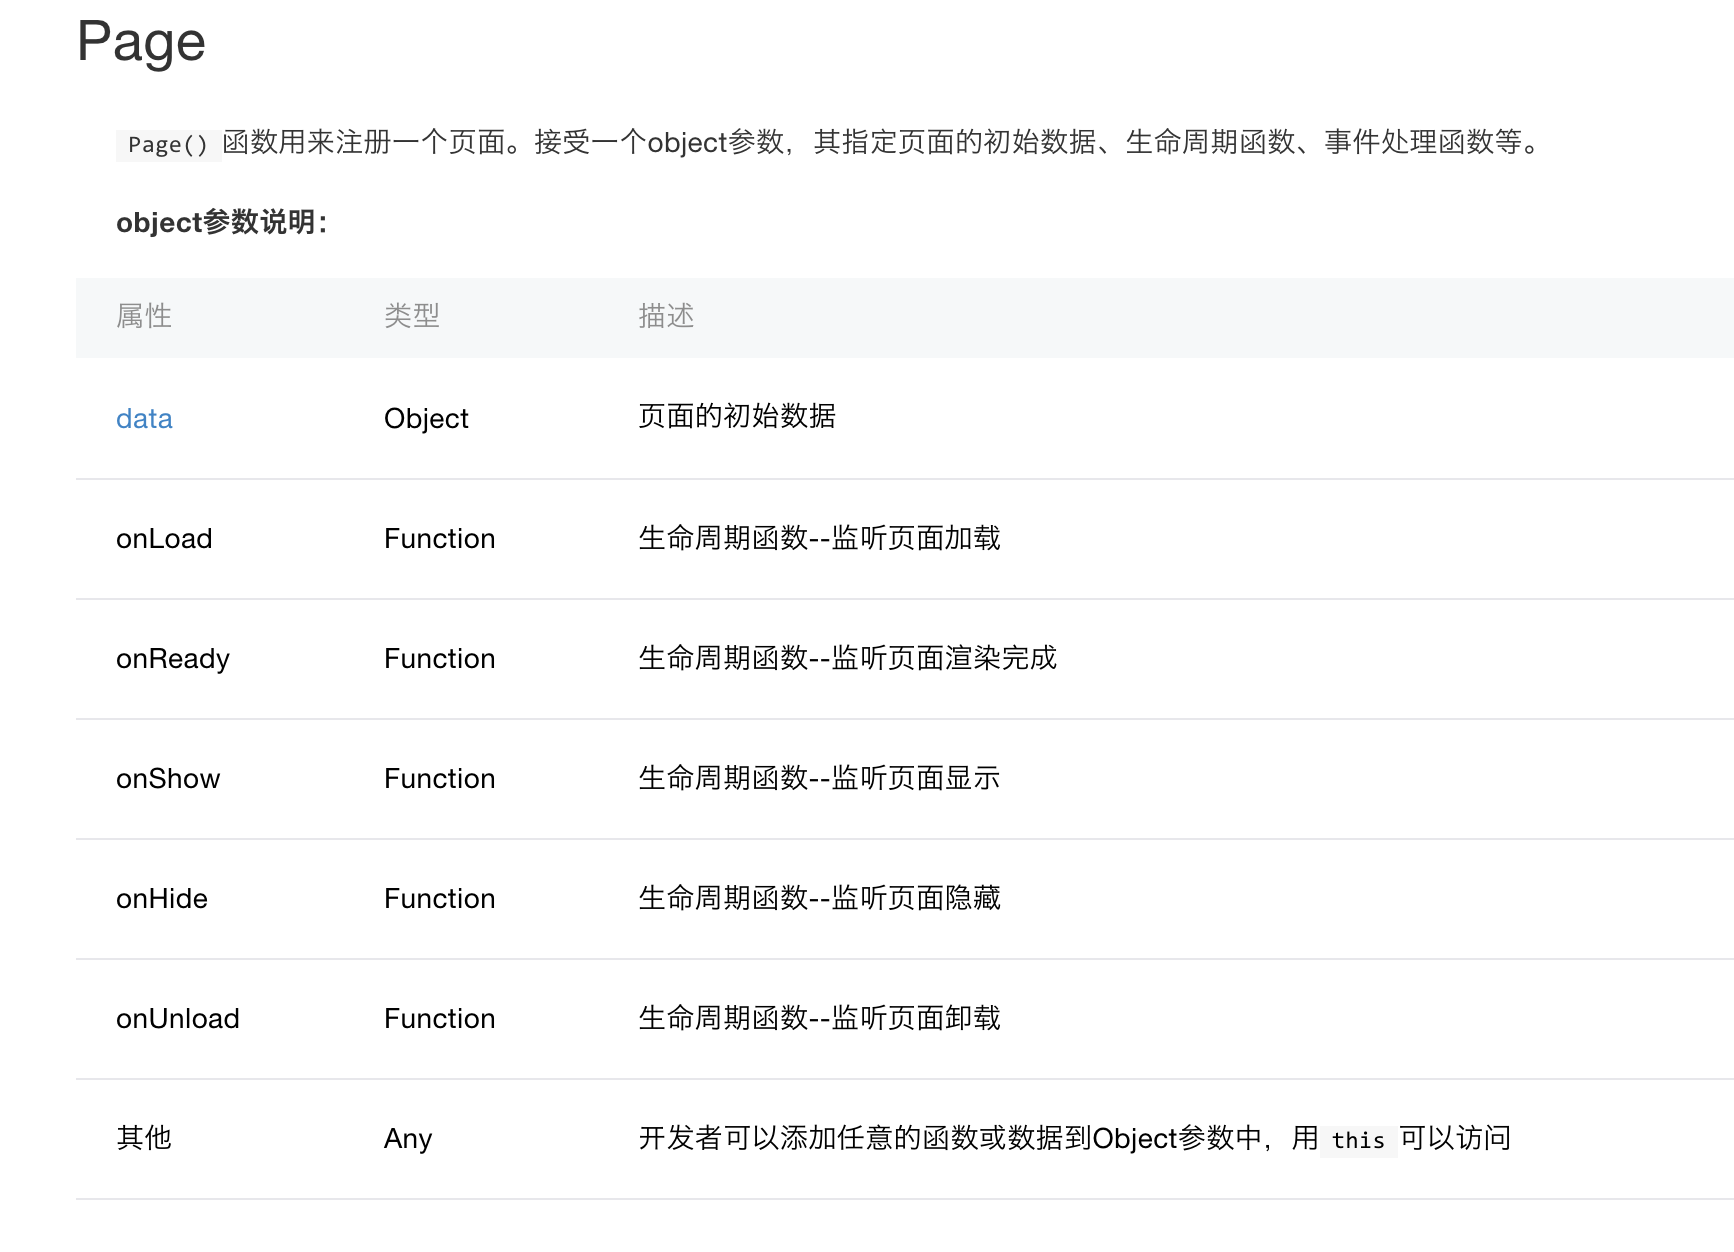 Page
Page() 函数用来注册一个页面。接受一个object参数，其指定页面的初始数据、生命周期函数、事件处理函数等。
object参数说明：
属性 类型 描述
data Object 页面的初始数据
onLoad Function 生命周期函数--监听页面加载
onReady Function 生命周期函数--监听页面渲染完成
onShow Function 生命周期函数--监听页面显示
onHide Function 生命周期函数--监听页面隐藏
onUnload Function 生命周期函数--监听页面卸载
其他 Any 开发者可以添加任意的函数或数据到Object参数中，用 this 可以访问